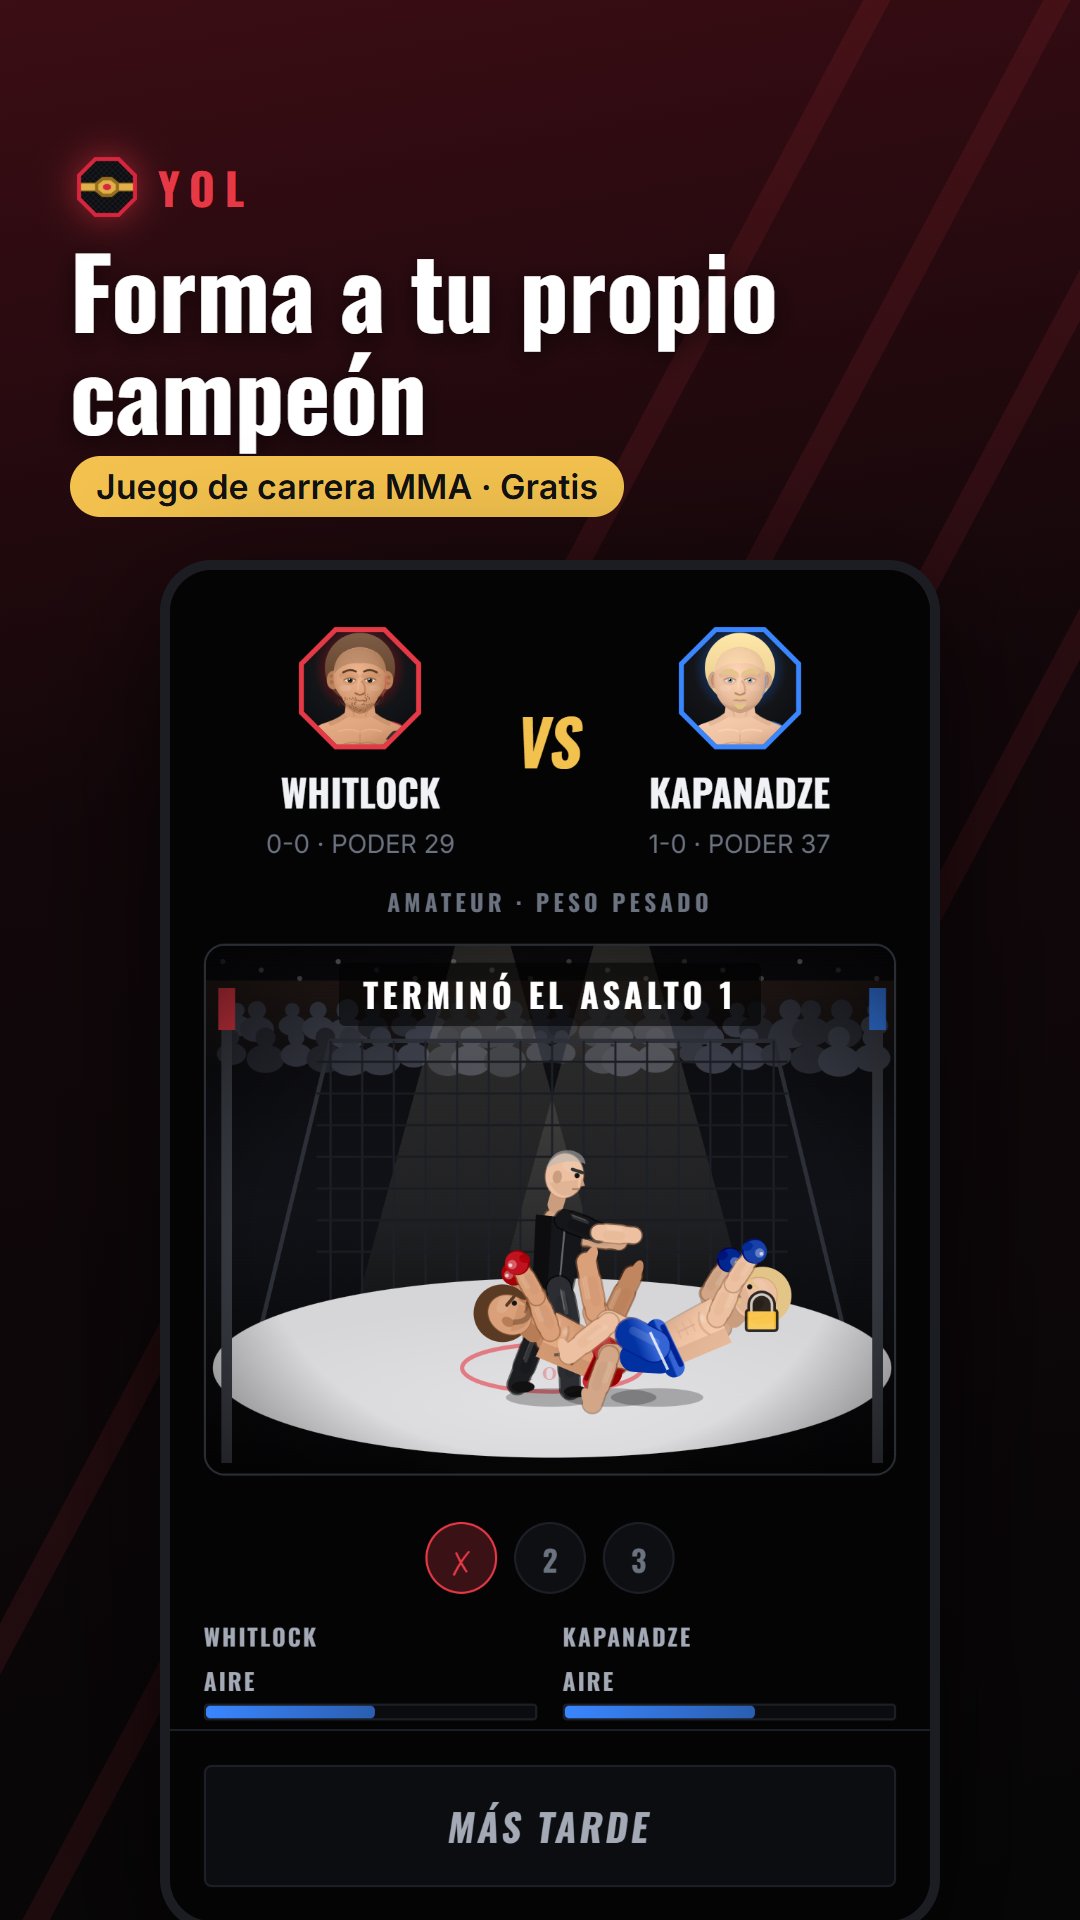 YOL
Forma a tu propio
campeón
Juego de carrera MMA · Gratis
VS
WHITLOCK
KAPANADZE
0-0 · PODER 29
1-0 · PODER 37
AMATEUR · PESO PESADO
TERMINÓ EL ASALTO 1
O
X
2
3
WHITLOCK
KAPANADZE
AIRE
AIRE
MÁS TARDE